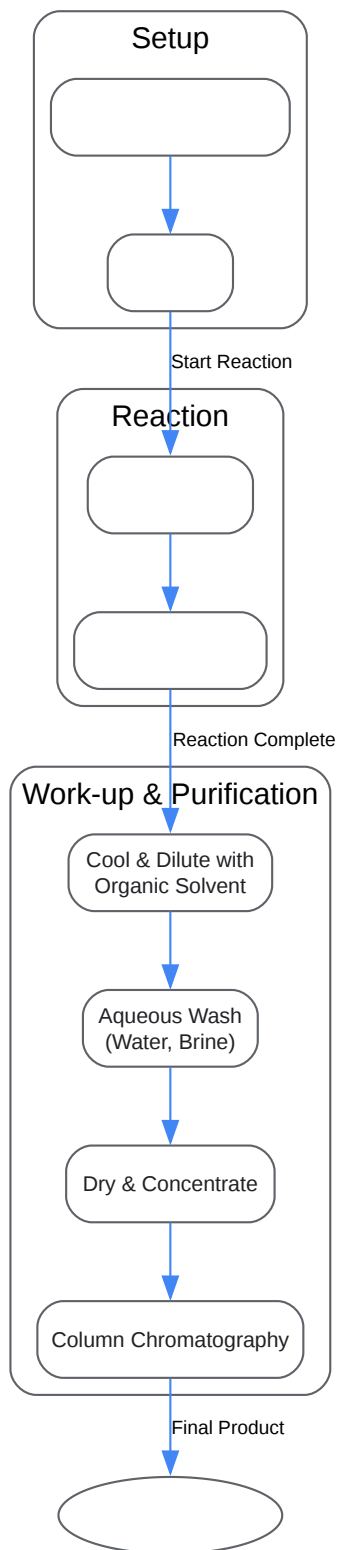 Setup
Start Reaction
Reaction
Reaction Complete
Work-up & Purification
Cool & Dilute with
Organic Solvent
Aqueous Wash
(Water, Brine)
Dry & Concentrate
Column Chromatography
Final Product